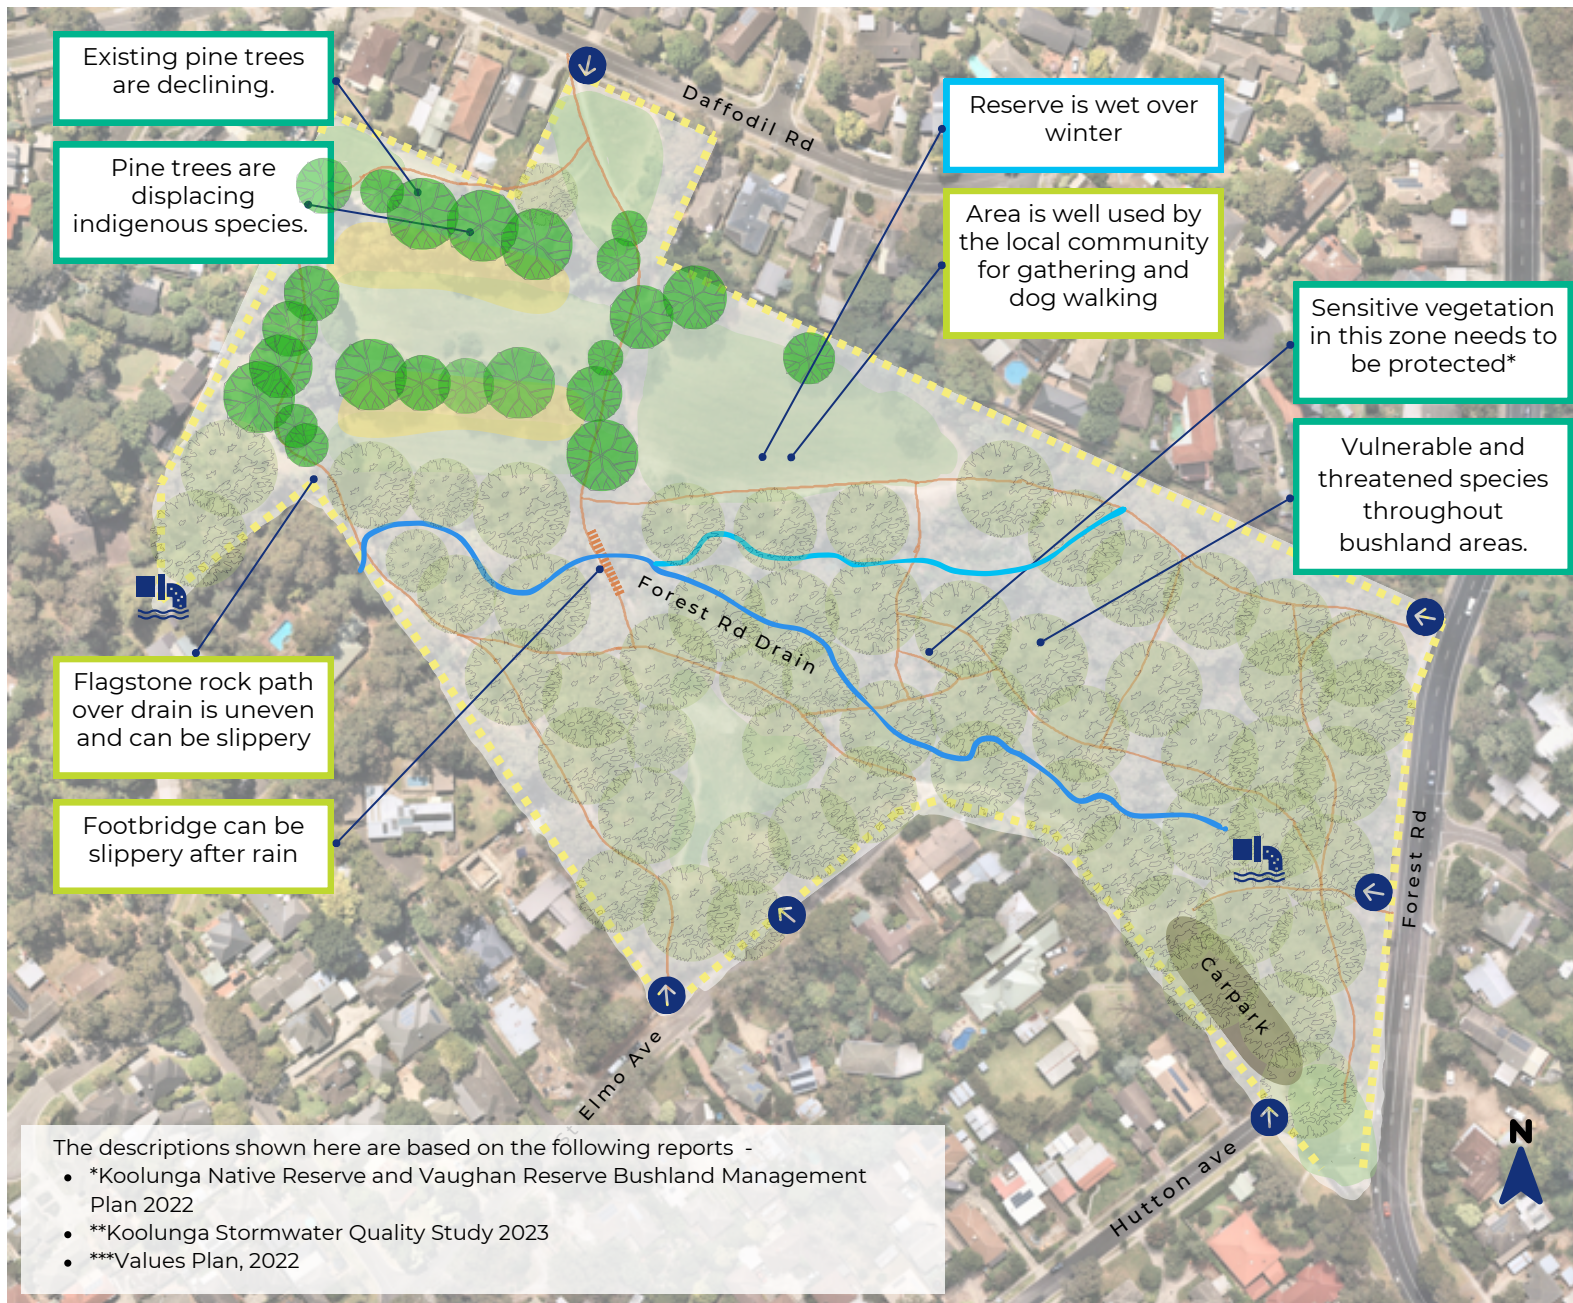 Existing pine trees
are declining.
Pine trees are
displacing
indigenous species.
Daffodil Rd
Reserve is wet over
winter
Area is well used by
the local community
for gathering and
dog walking
Sensitive vegetation
in this zone needs to
be protected*
Vulnerable and
threatened species
throughout
bushland areas.
Forest Rd Drain
Flagstone rock path
over drain is uneven
and can be slippery
Footbridge can be
slippery after rain
Forest Rd
Carpark
St Elmo Ave
Hutton ave
N
The descriptions shown here are based on the following reports -
• *Koolunga Native Reserve and Vaughan Reserve Bushland Management
Plan 2022
• **Koolunga Stormwater Quality Study 2023
• ***Values Plan, 2022